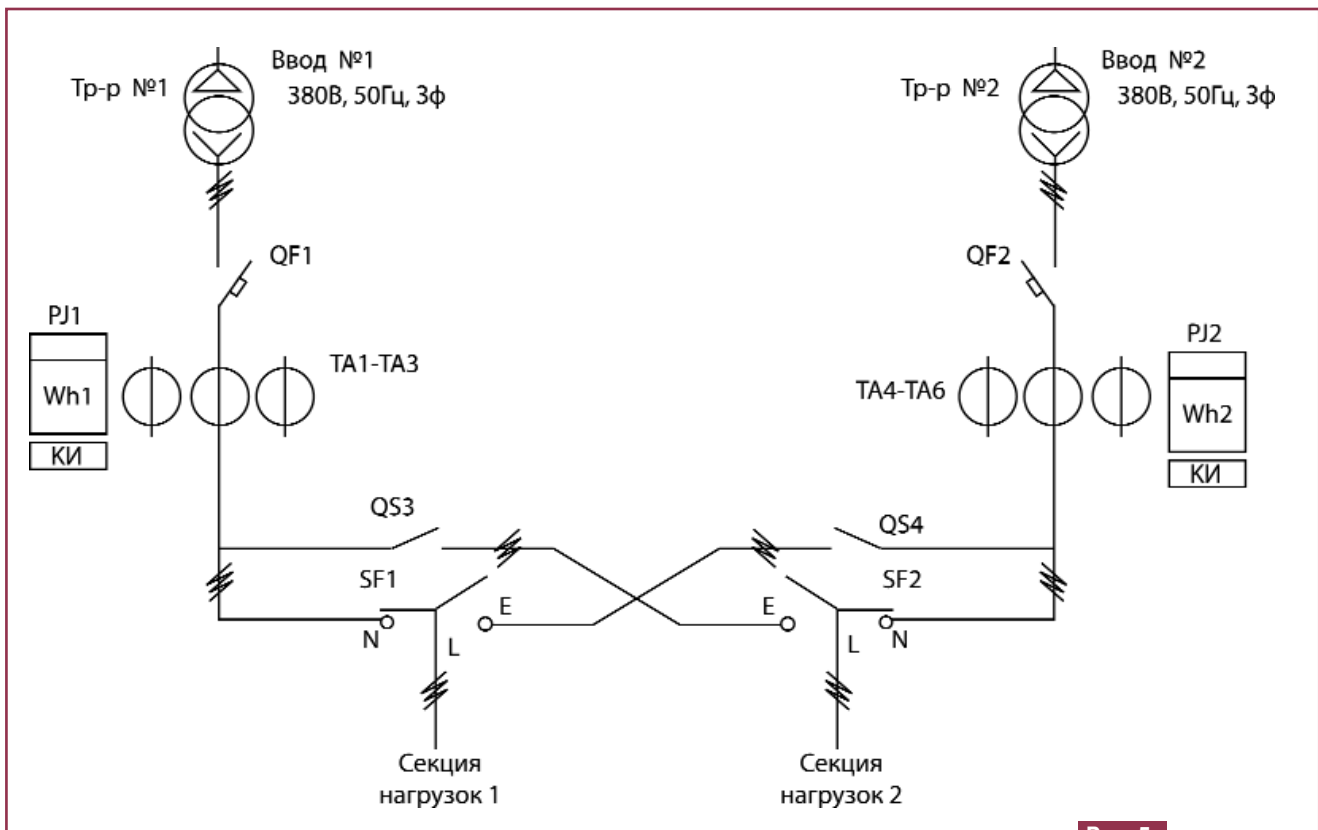 Тр-р №1
Ввод №1
380В, 50Гц, 3ф
Тр-р №2
Ввод №2
380В, 50Гц, 3ф
QF1
QF2
PJ1
Wh1
КИ
TA1-TA3
TA4-TA6
PJ2
Wh2
КИ
QS3
QS4
SF1
SF2
E
E
N
L
L
N
Секция
нагрузок 1
Секция
нагрузок 2